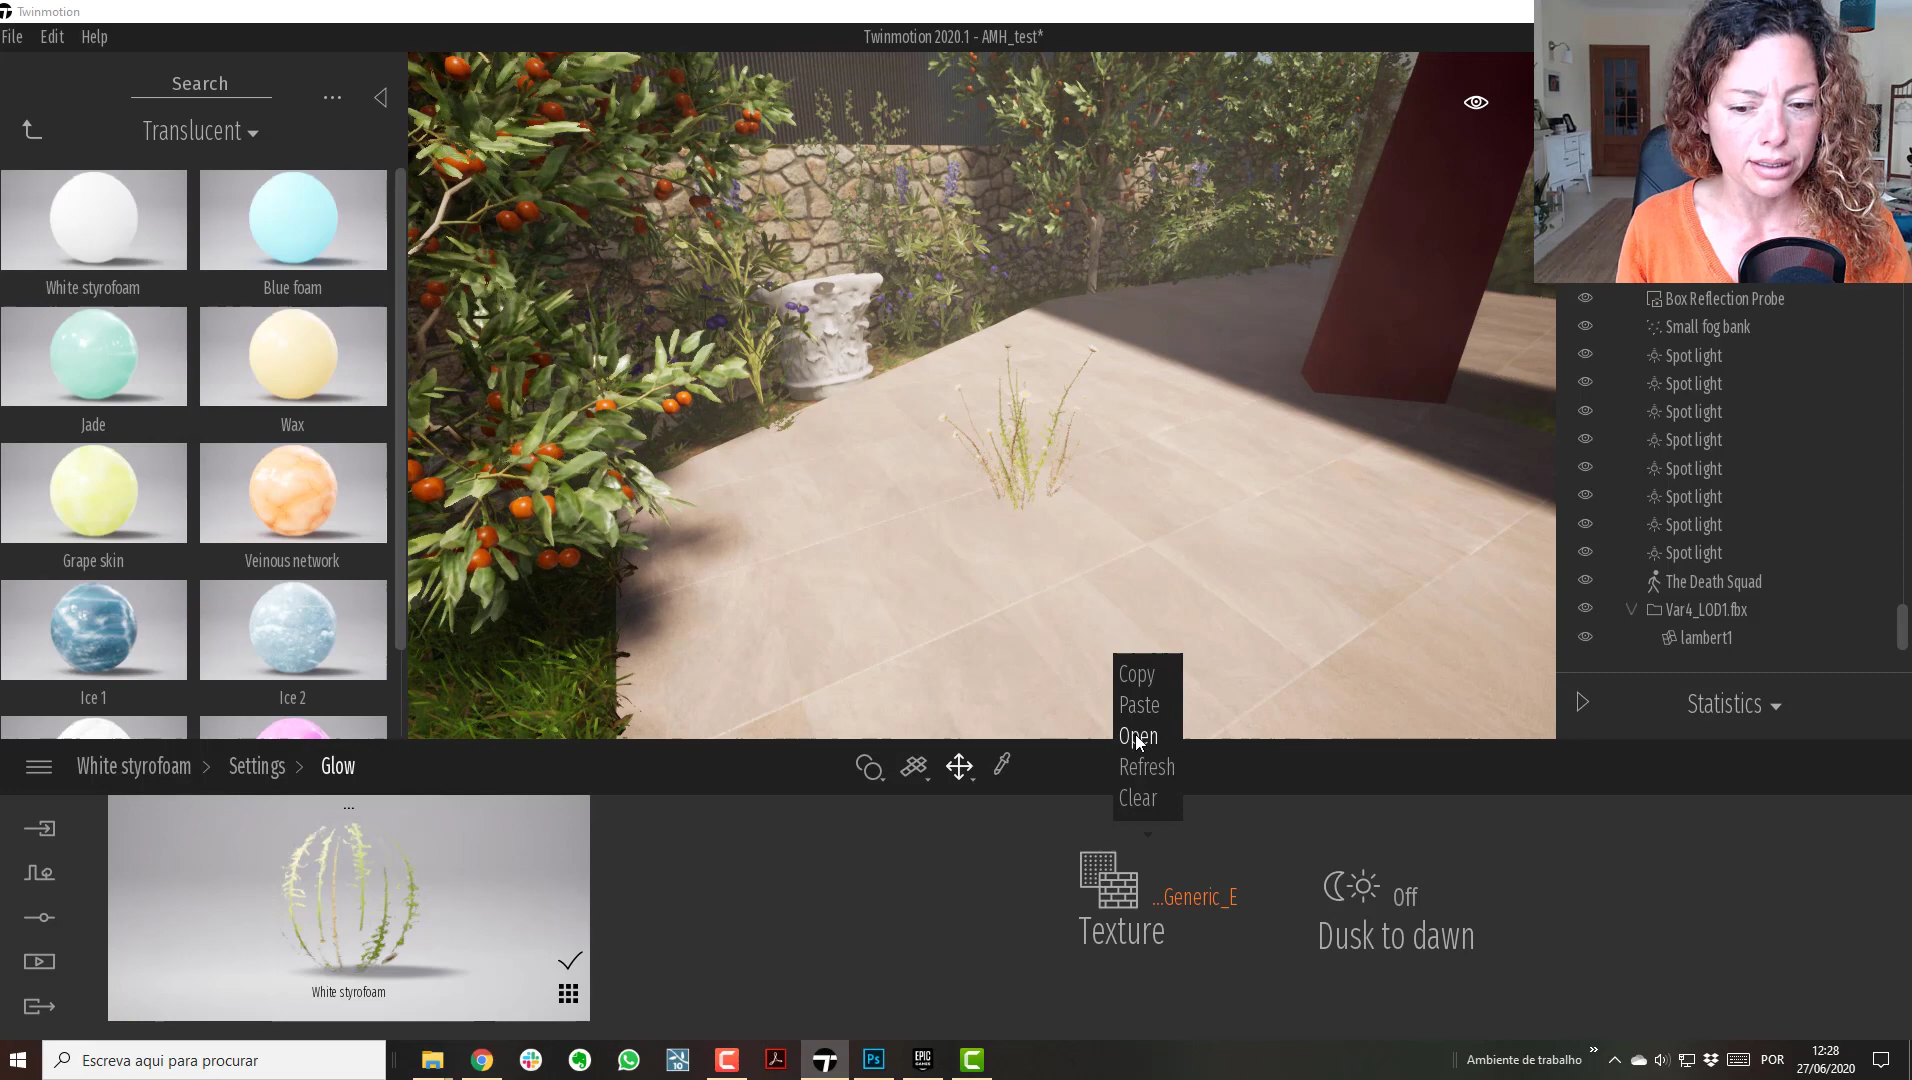 Twinmotion
File Edit Help
Twinmotion 2020.1 - AMH_test*
Search
...
Translucent
White styrofoam
Blue foam
Jade
Wax
Grape skin
Veinous network
Ice 1
Ice 2
Box Reflection Probe
Small fog bank
Spot light
Spot light
Spot light
Spot light
Spot light
Spot light
Spot light
Spot light
The Death Squad
Var4_LOD1.fbx
lambert1
Statistics
Copy
Paste
Open
Refresh
Clear
White styrofoam > Settings > Glow
...
White styrofoam
...Generic_E
Texture
Off
Dusk to dawn
Escreva aqui para procurar
10
Ps
EPIC
GAMES
Ambiente de trabalho
»
POR
12:28
27/06/2020